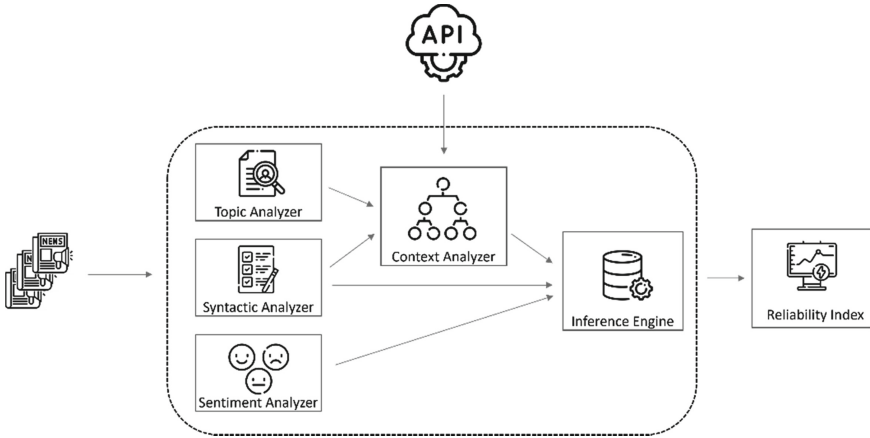 API
Topic Analyzer
Context Analyzer
NEWS
Syntactic Analyzer
Inference Engine
Reliability Index
Sentiment Analyzer